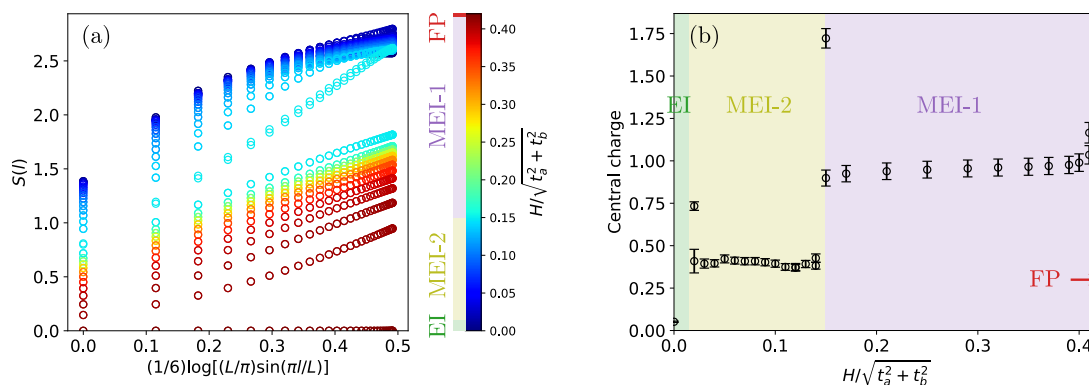 (a)
S(l)
2.5
2.0
1.5
1.0
0.5
0.0
0.0 0.1 0.2 0.3 0.4 0.5
(1/6)log[(L/π)sin(πl/L)]
FP
MEI-1
MEI-2
EI
0.40
0.35
0.30
0.25
0.20
0.15
0.10
0.05
0.00
H/√(t_a^2 + t_b^2)
(b)
Central charge
1.75
1.50
1.25
1.00
0.75
0.50
0.25
0.00
EI MEI-2 MEI-1
FP
0.0 0.1 0.2 0.3 0.4
H/√(t_a^2 + t_b^2)